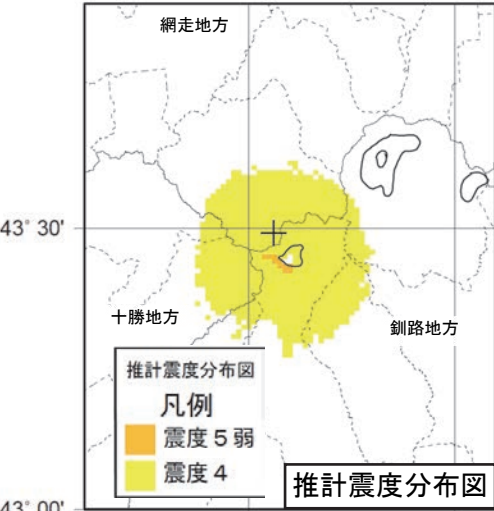 網走地方
43° 30'
十勝地方
釧路地方
推計震度分布図
凡例
震度５弱
震度４
推計震度分布図
43° 00'